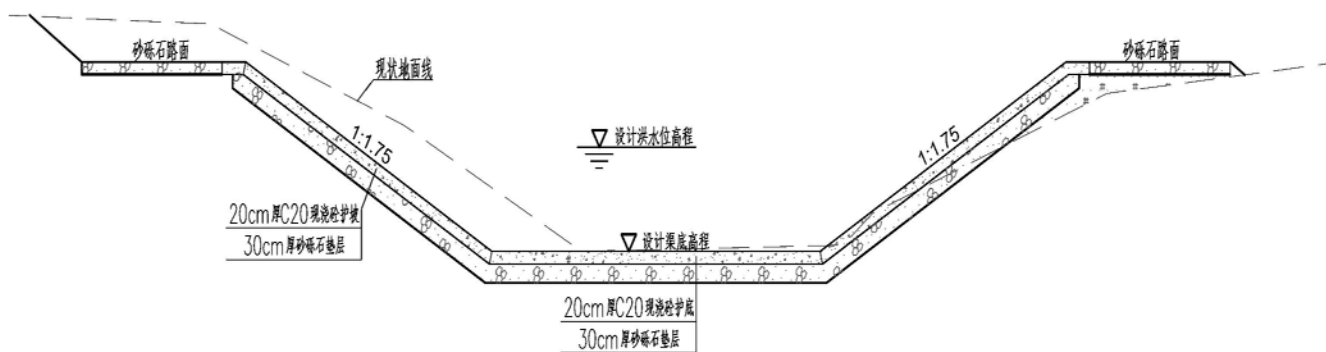 砂砾石路面
砂砾石路面
现状地面线
设计洪水位高程
1:1.75
1:1.75
20cm厚C20现浇砼护坡
30cm厚砂砾石垫层
设计渠底高程
20cm厚C20现浇砼护底
30cm厚砂砾石垫层